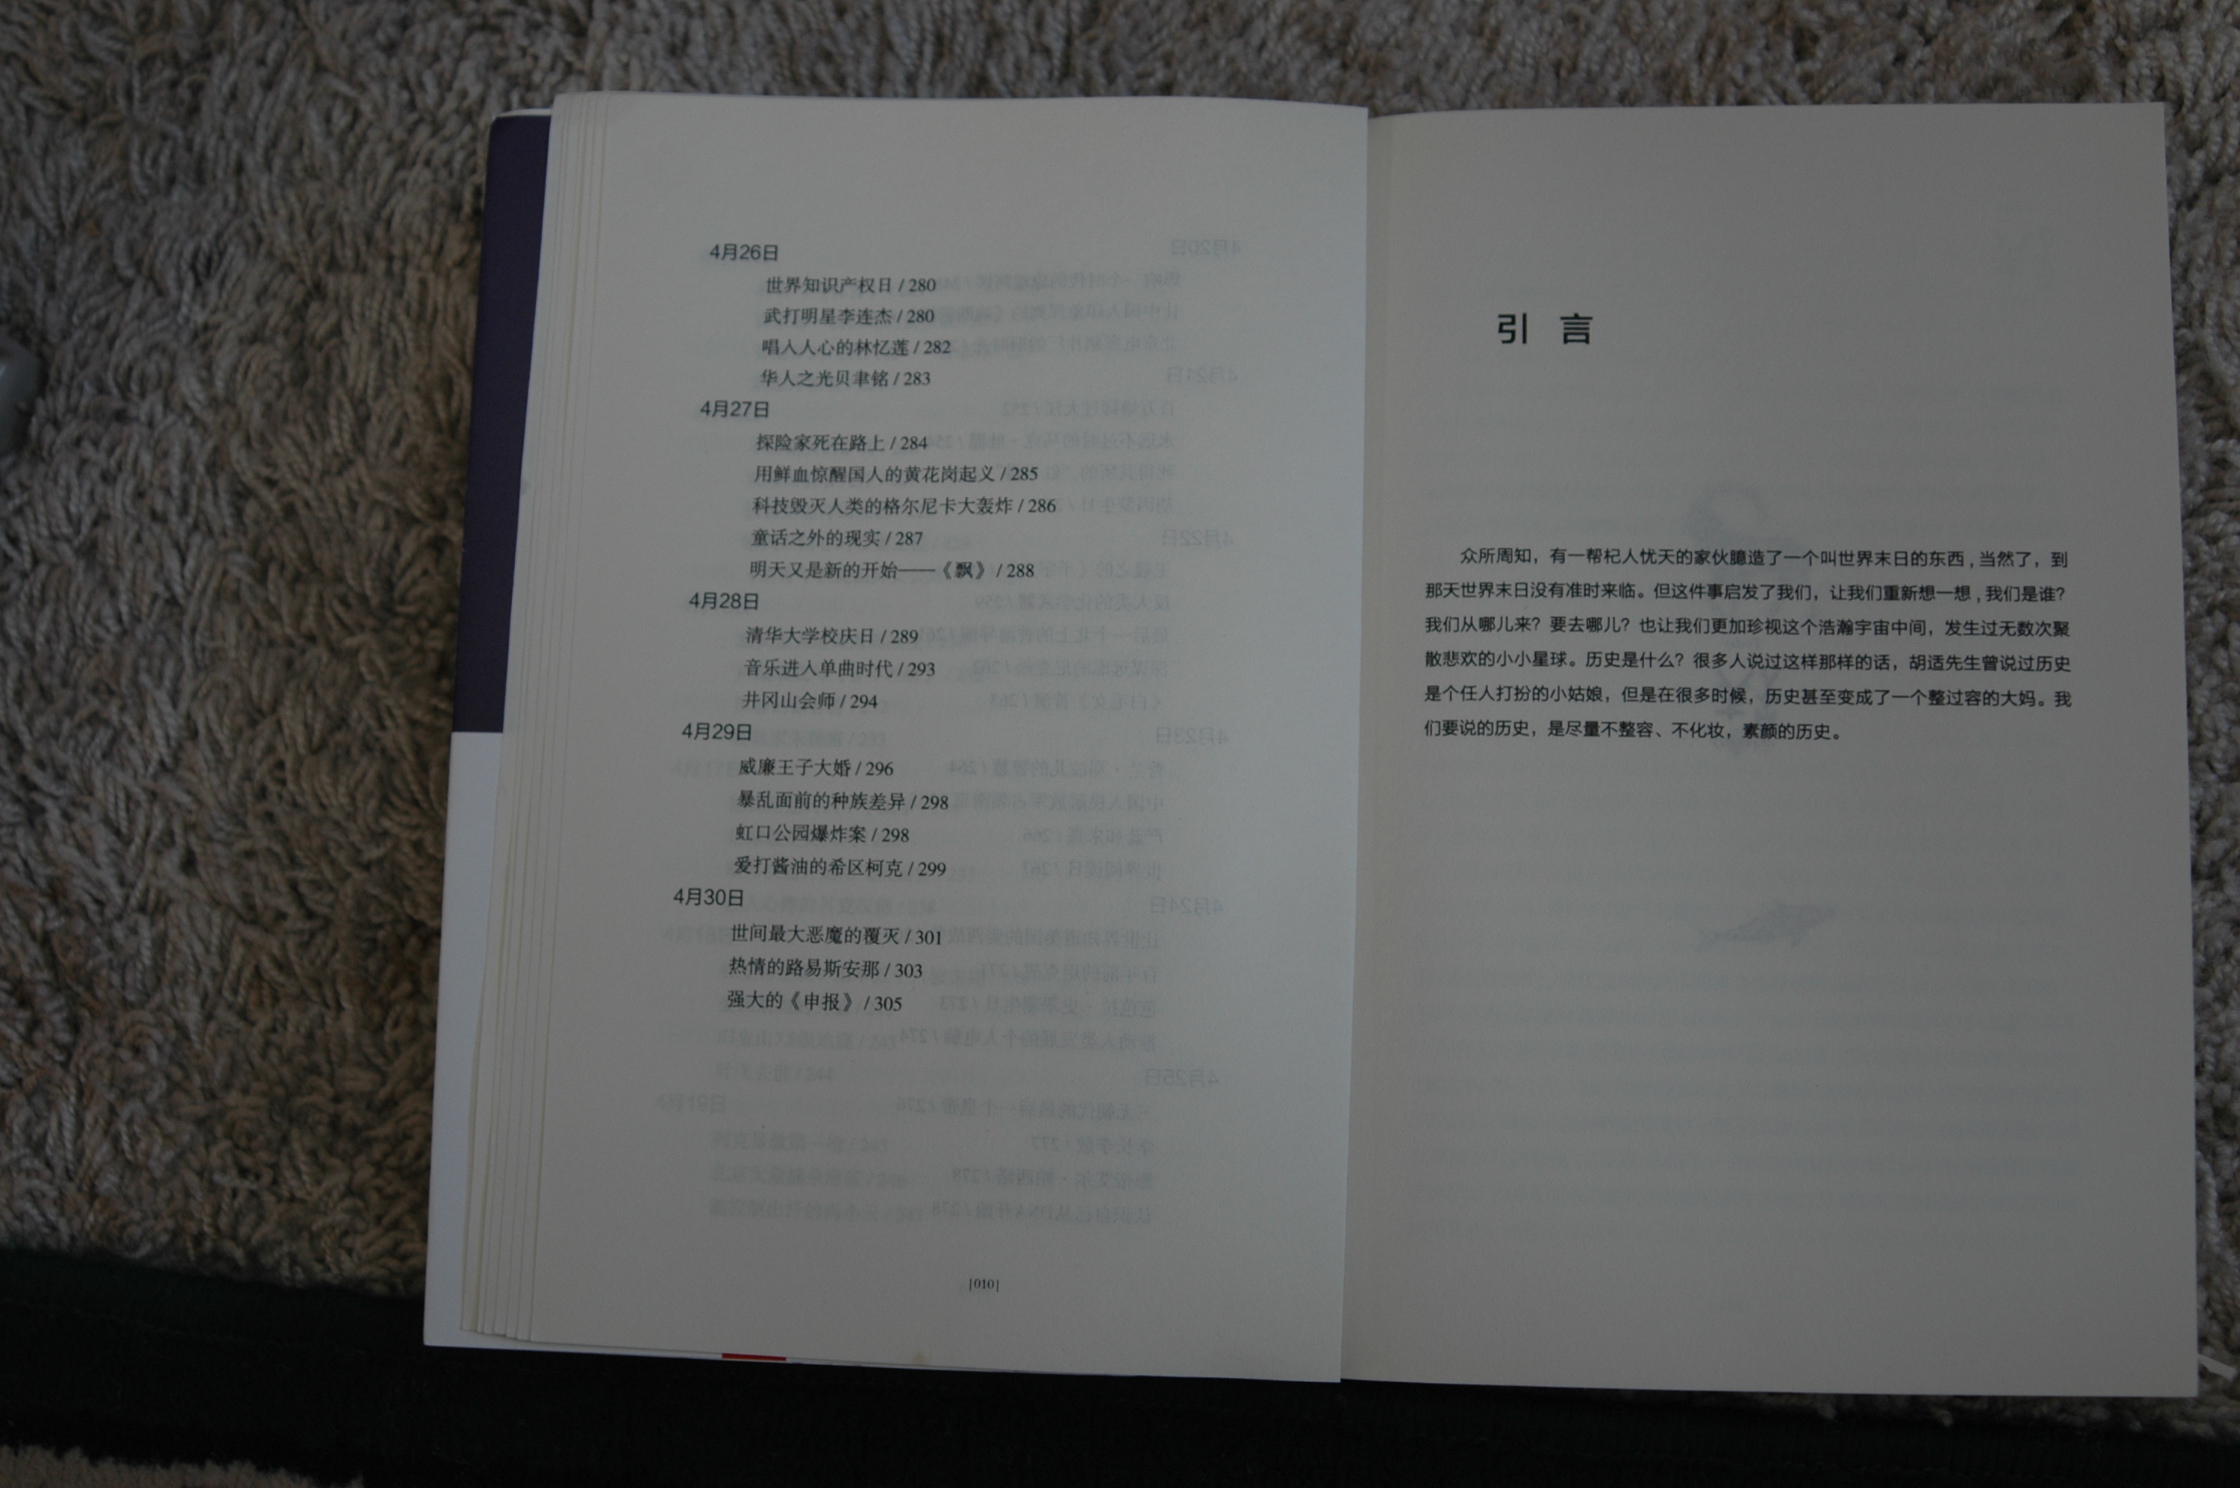 4月26日
世界知识产权日 / 280
武打明星李连杰 / 280
唱入人心的林忆莲 / 282
华人之光贝聿铭 / 283
4月27日
探险家死在路上 / 284
用鲜血惊醒国人的黄花岗起义 / 285
科技毁灭人类的格尔尼卡大轰炸 / 286
童话之外的现实 / 287
明天又是新的开始——《飘》 / 288
4月28日
清华大学校庆日 / 289
音乐进入单曲时代 / 293
井冈山会师 / 294
4月29日
威廉王子大婚 / 296
暴乱面前的种族差异 / 298
虹口公园爆炸案 / 298
爱打酱油的希区柯克 / 299
4月30日
世间最大恶魔的覆灭 / 301
热情的路易斯安那 / 303
强大的《申报》 / 305
[010]
引 言
众所周知，有一帮杞人忧天的家伙臆造了一个叫世界末日的东西，当然了，到
那天世界末日没有准时来临。但这件事启发了我们，让我们重新想一想，我们是谁？
我们从哪儿来？要去哪儿？也让我们更加珍视这个浩瀚宇宙中间，发生过无数次聚
散悲欢的小小星球。历史是什么？很多人说过这样那样的话，胡适先生曾说过历史
是个任人打扮的小姑娘，但是在很多时候，历史甚至变成了一个整过容的大妈。我
们要说的历史，是尽量不整容、不化妆，素颜的历史。